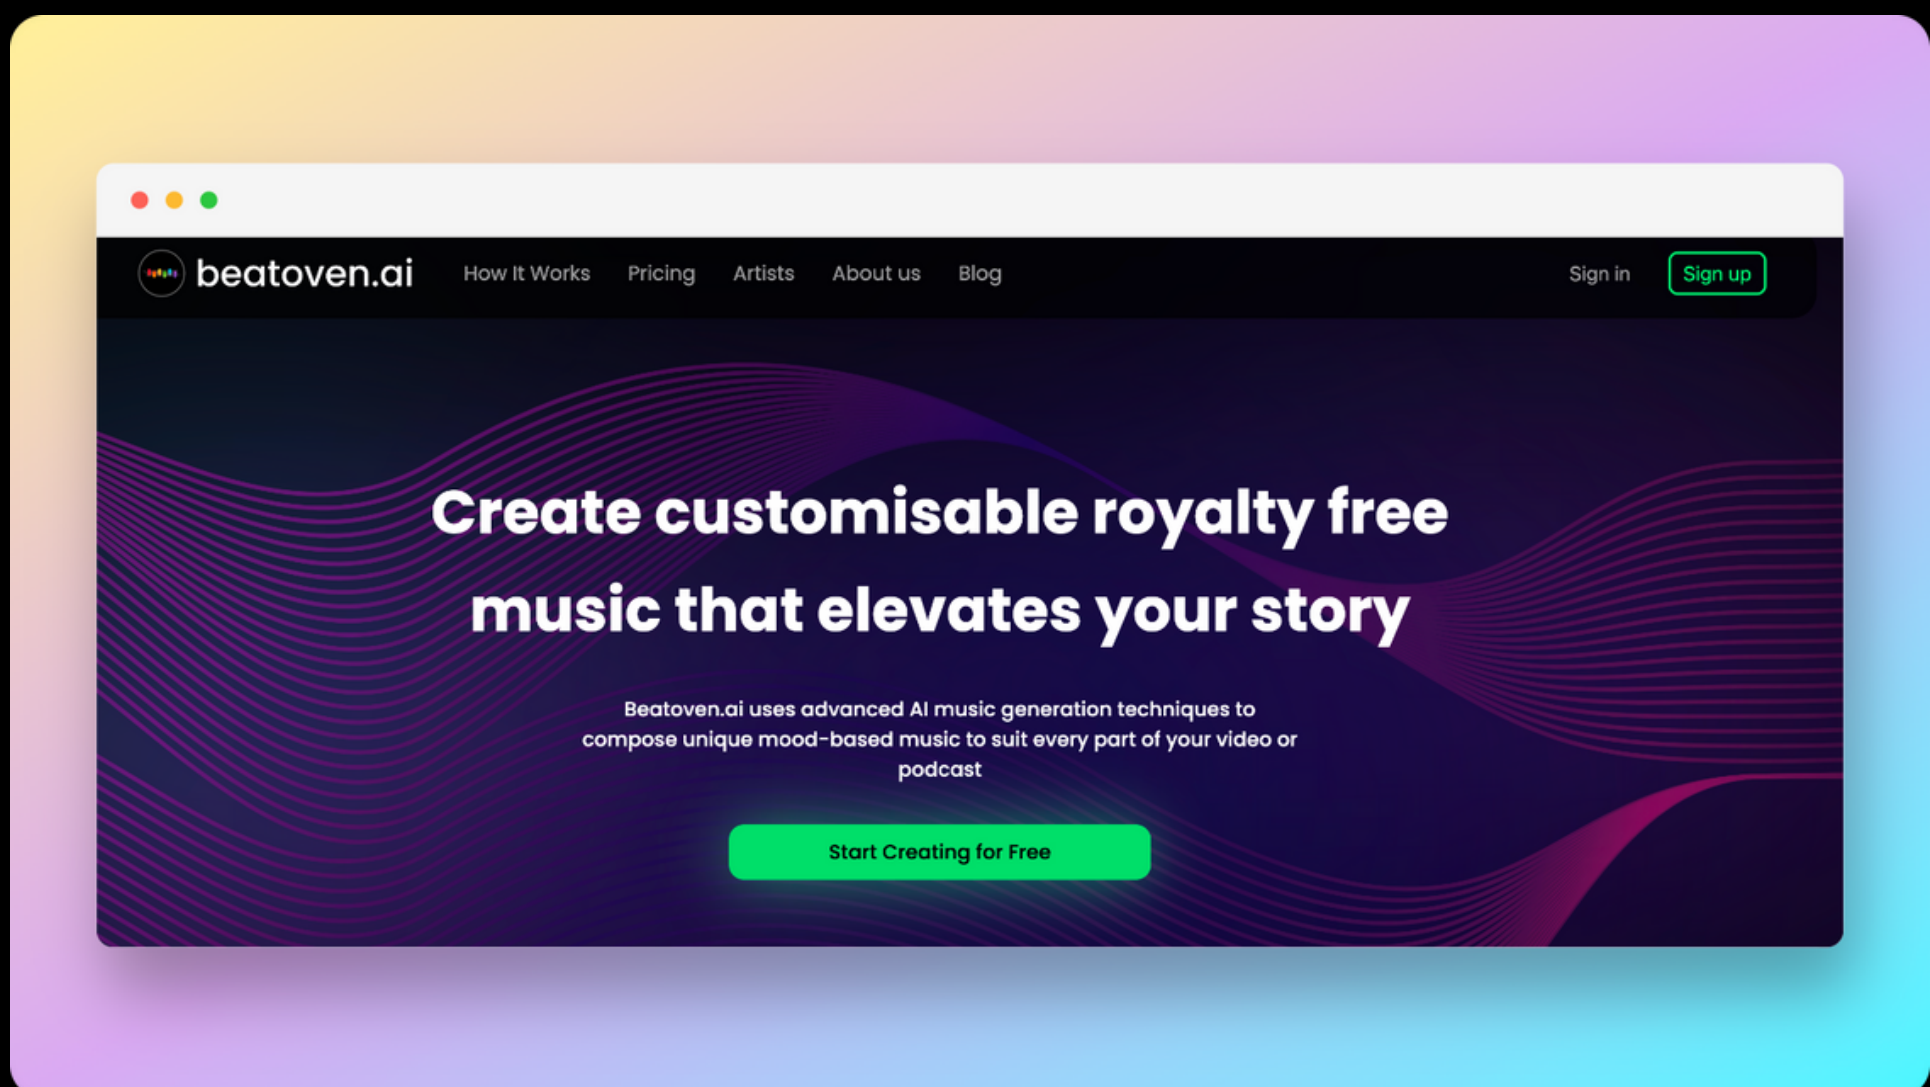 beatoven.ai How It Works Pricing Artists About us Blog Sign in Sign up
Create customisable royalty free
music that elevates your story
Beatoven.ai uses advanced AI music generation techniques to
compose unique mood-based music to suit every part of your video or
podcast
Start Creating for Free